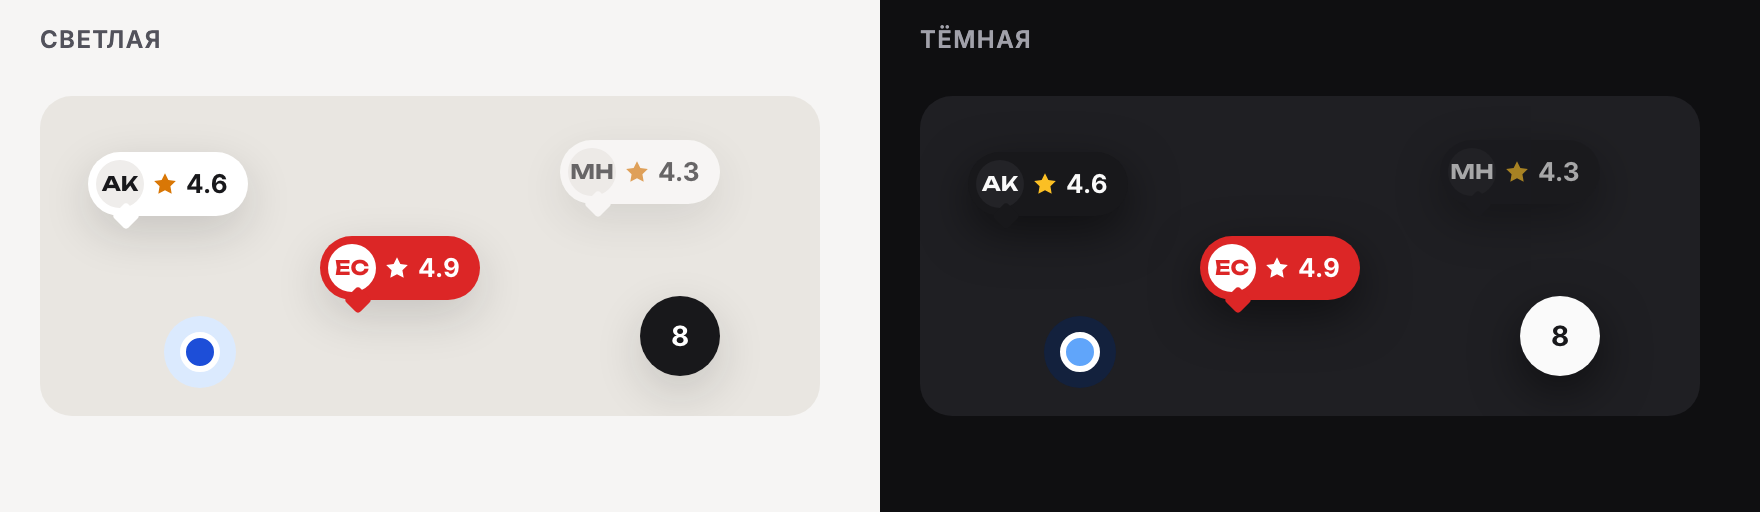 СВЕТЛАЯ
АК ★ 4.6
МН ★ 4.3
ЕС ★ 4.9
8
ТЁМНАЯ
АК ★ 4.6
МН ★ 4.3
ЕС ★ 4.9
8